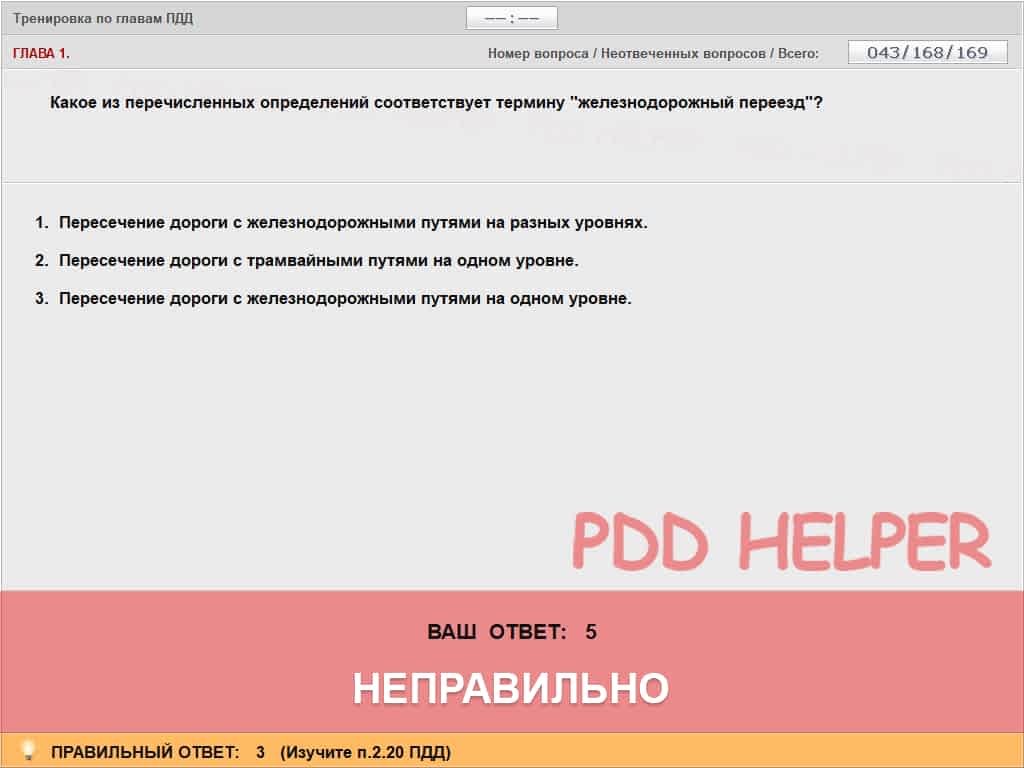 Тренировка по главам ПДД
—— : ——
ГЛАВА 1.
Номер вопроса / Неотвеченных вопросов / Всего: 043/168/169
Какое из перечисленных определений соответствует термину "железнодорожный переезд"?
1. Пересечение дороги с железнодорожными путями на разных уровнях.
2. Пересечение дороги с трамвайными путями на одном уровне.
3. Пересечение дороги с железнодорожными путями на одном уровне.
PDD HELPER
ВАШ ОТВЕТ: 5
НЕПРАВИЛЬНО
ПРАВИЛЬНЫЙ ОТВЕТ: 3 (Изучите п.2.20 ПДД)